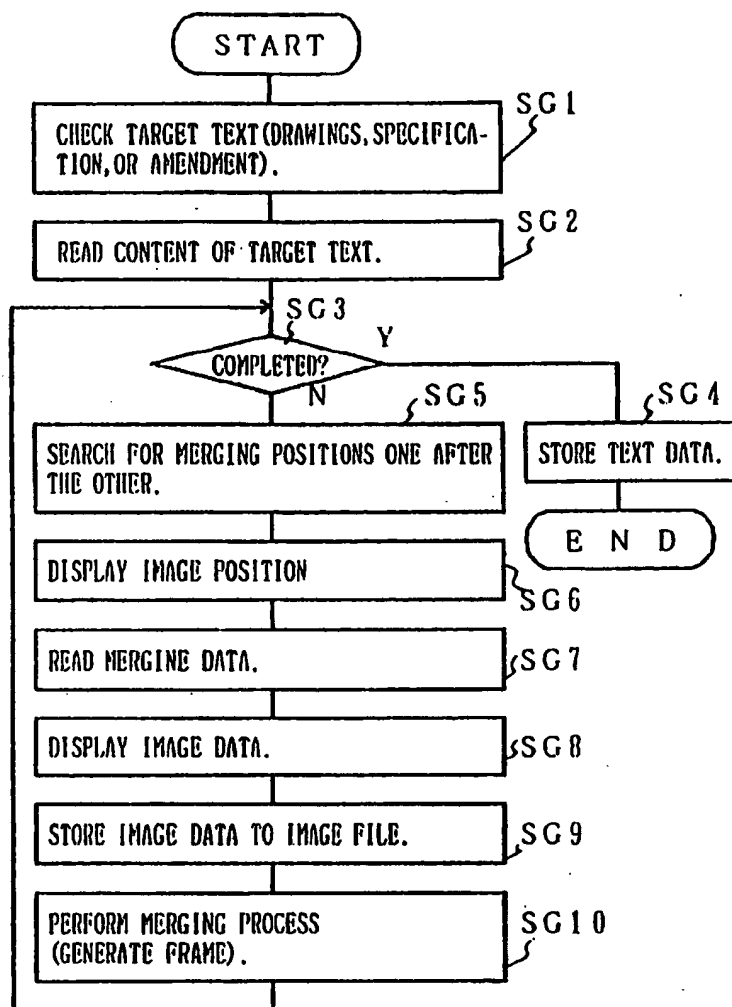 START
SG1
CHECK TARGET TEXT(DRAWINGS, SPECIFICA-
TION, OR AMENDMENT).
SG2
READ CONTENT OF TARGET TEXT.
SG3
Y
COMPLETED?
N
SG5
SG4
SEARCH FOR MERGING POSITIONS ONE AFTER
THE OTHER.
STORE TEXT DATA.
END
DISPLAY IMAGE POSITION
SG6
READ MERGINE DATA.
SG7
DISPLAY IMAGE DATA.
SG8
STORE IMAGE DATA TO IMAGE FILE.
SG9
PERFORM MERGING PROCESS
(GENERATE FRAME).
SG10